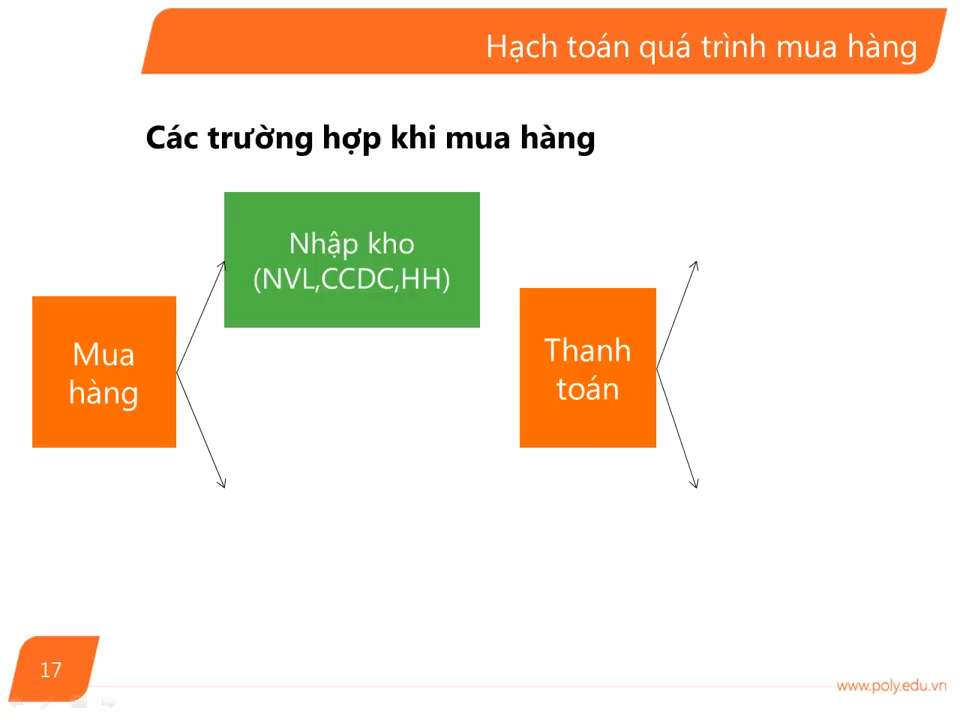 Hạch toán quá trình mua hàng
Các trường hợp khi mua hàng
Nhập kho
(NVL,CCDC,HH)
Mua
hàng
Thanh
toán
17
www.poly.edu.vn